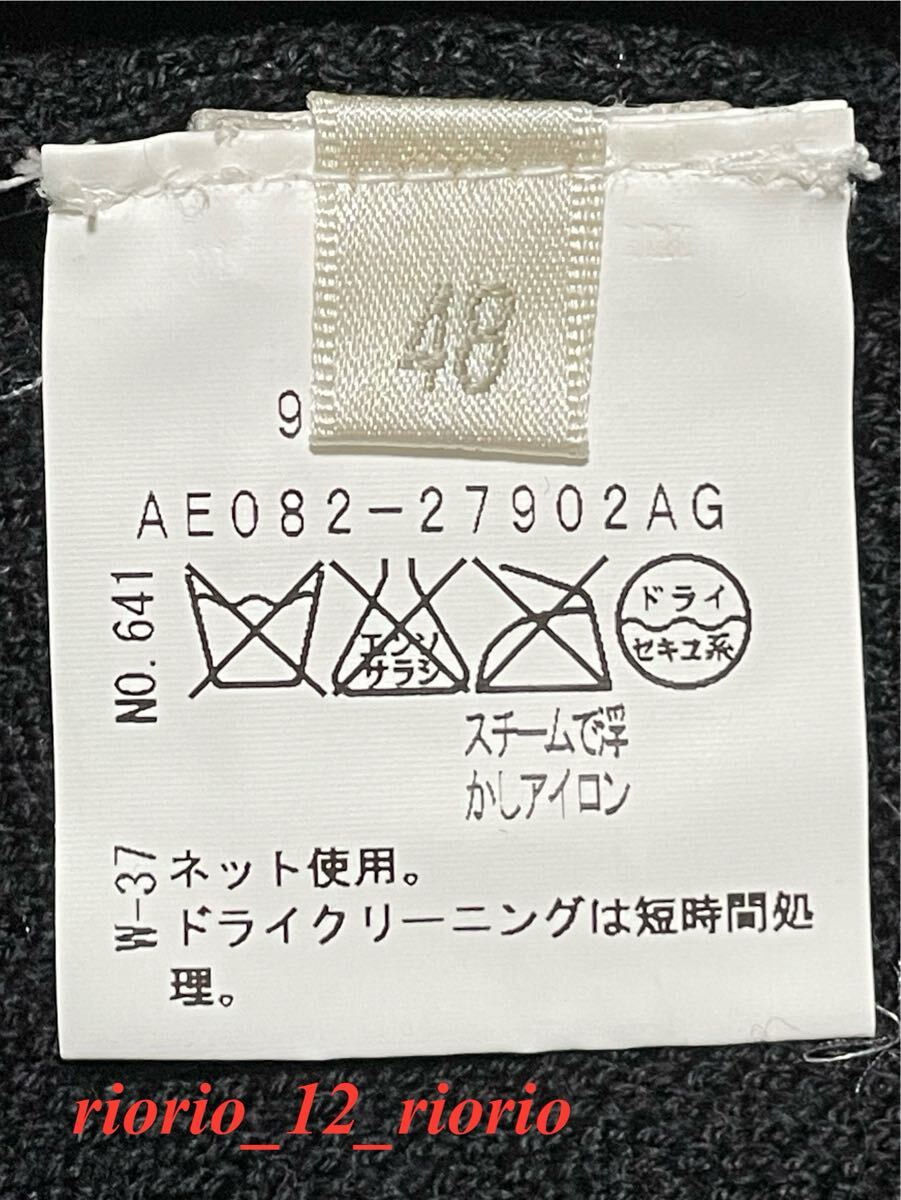 48
9
AE082-27902AG
NO. 641
エンソ
サラシ
ドライ
セキユ系
スチームで浮
かしアイロン
W-37
ネット使用。
ドライクリーニングは短時間処
理。
riorio_12_riorio